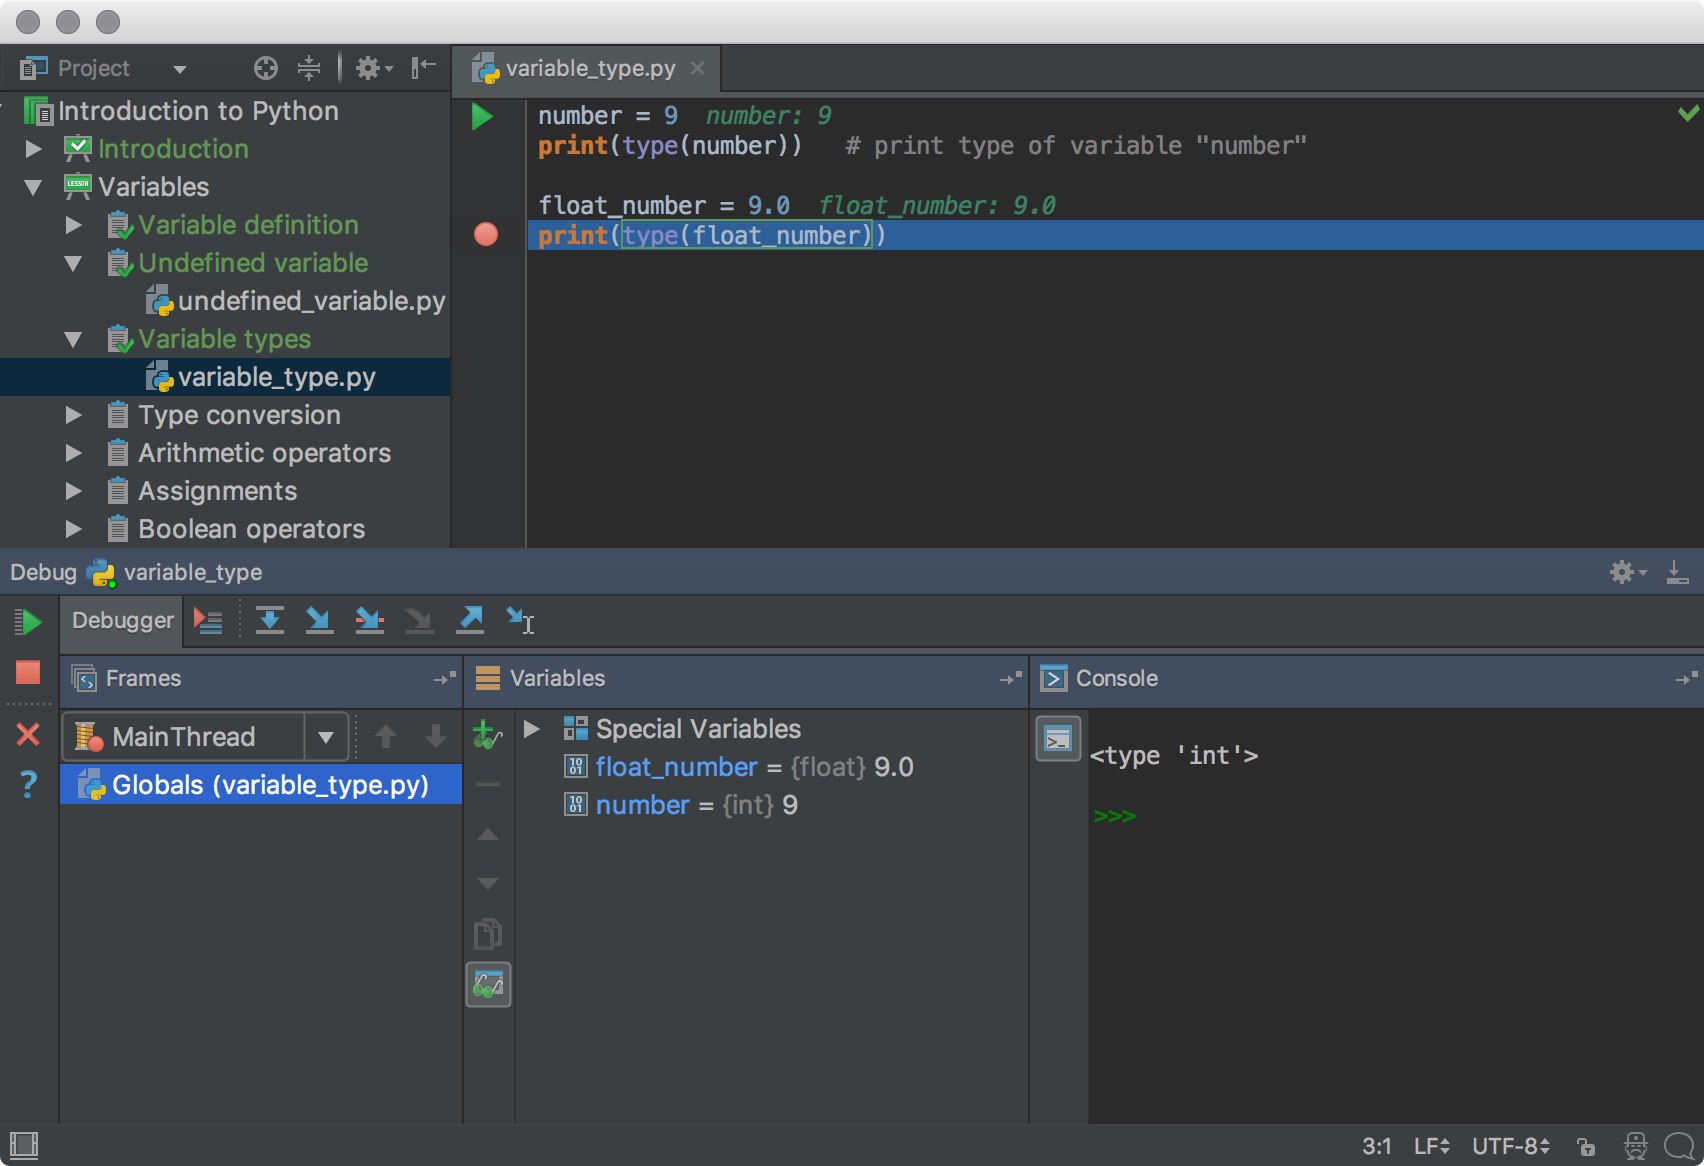 Project
variable_type.py
Introduction to Python
Introduction
LESSON
Variables
Variable definition
Undefined variable
undefined_variable.py
Variable types
variable_type.py
Type conversion
Arithmetic operators
Assignments
Boolean operators
number = 9  number: 9
print(type(number))   # print type of variable "number"
float_number = 9.0  float_number: 9.0
print(type(float_number))
Debug variable_type
Debugger
Frames
MainThread
Globals (variable_type.py)
Variables
Special Variables
float_number = {float} 9.0
number = {int} 9
Console
<type 'int'>
>>>
3:1 LF UTF-8